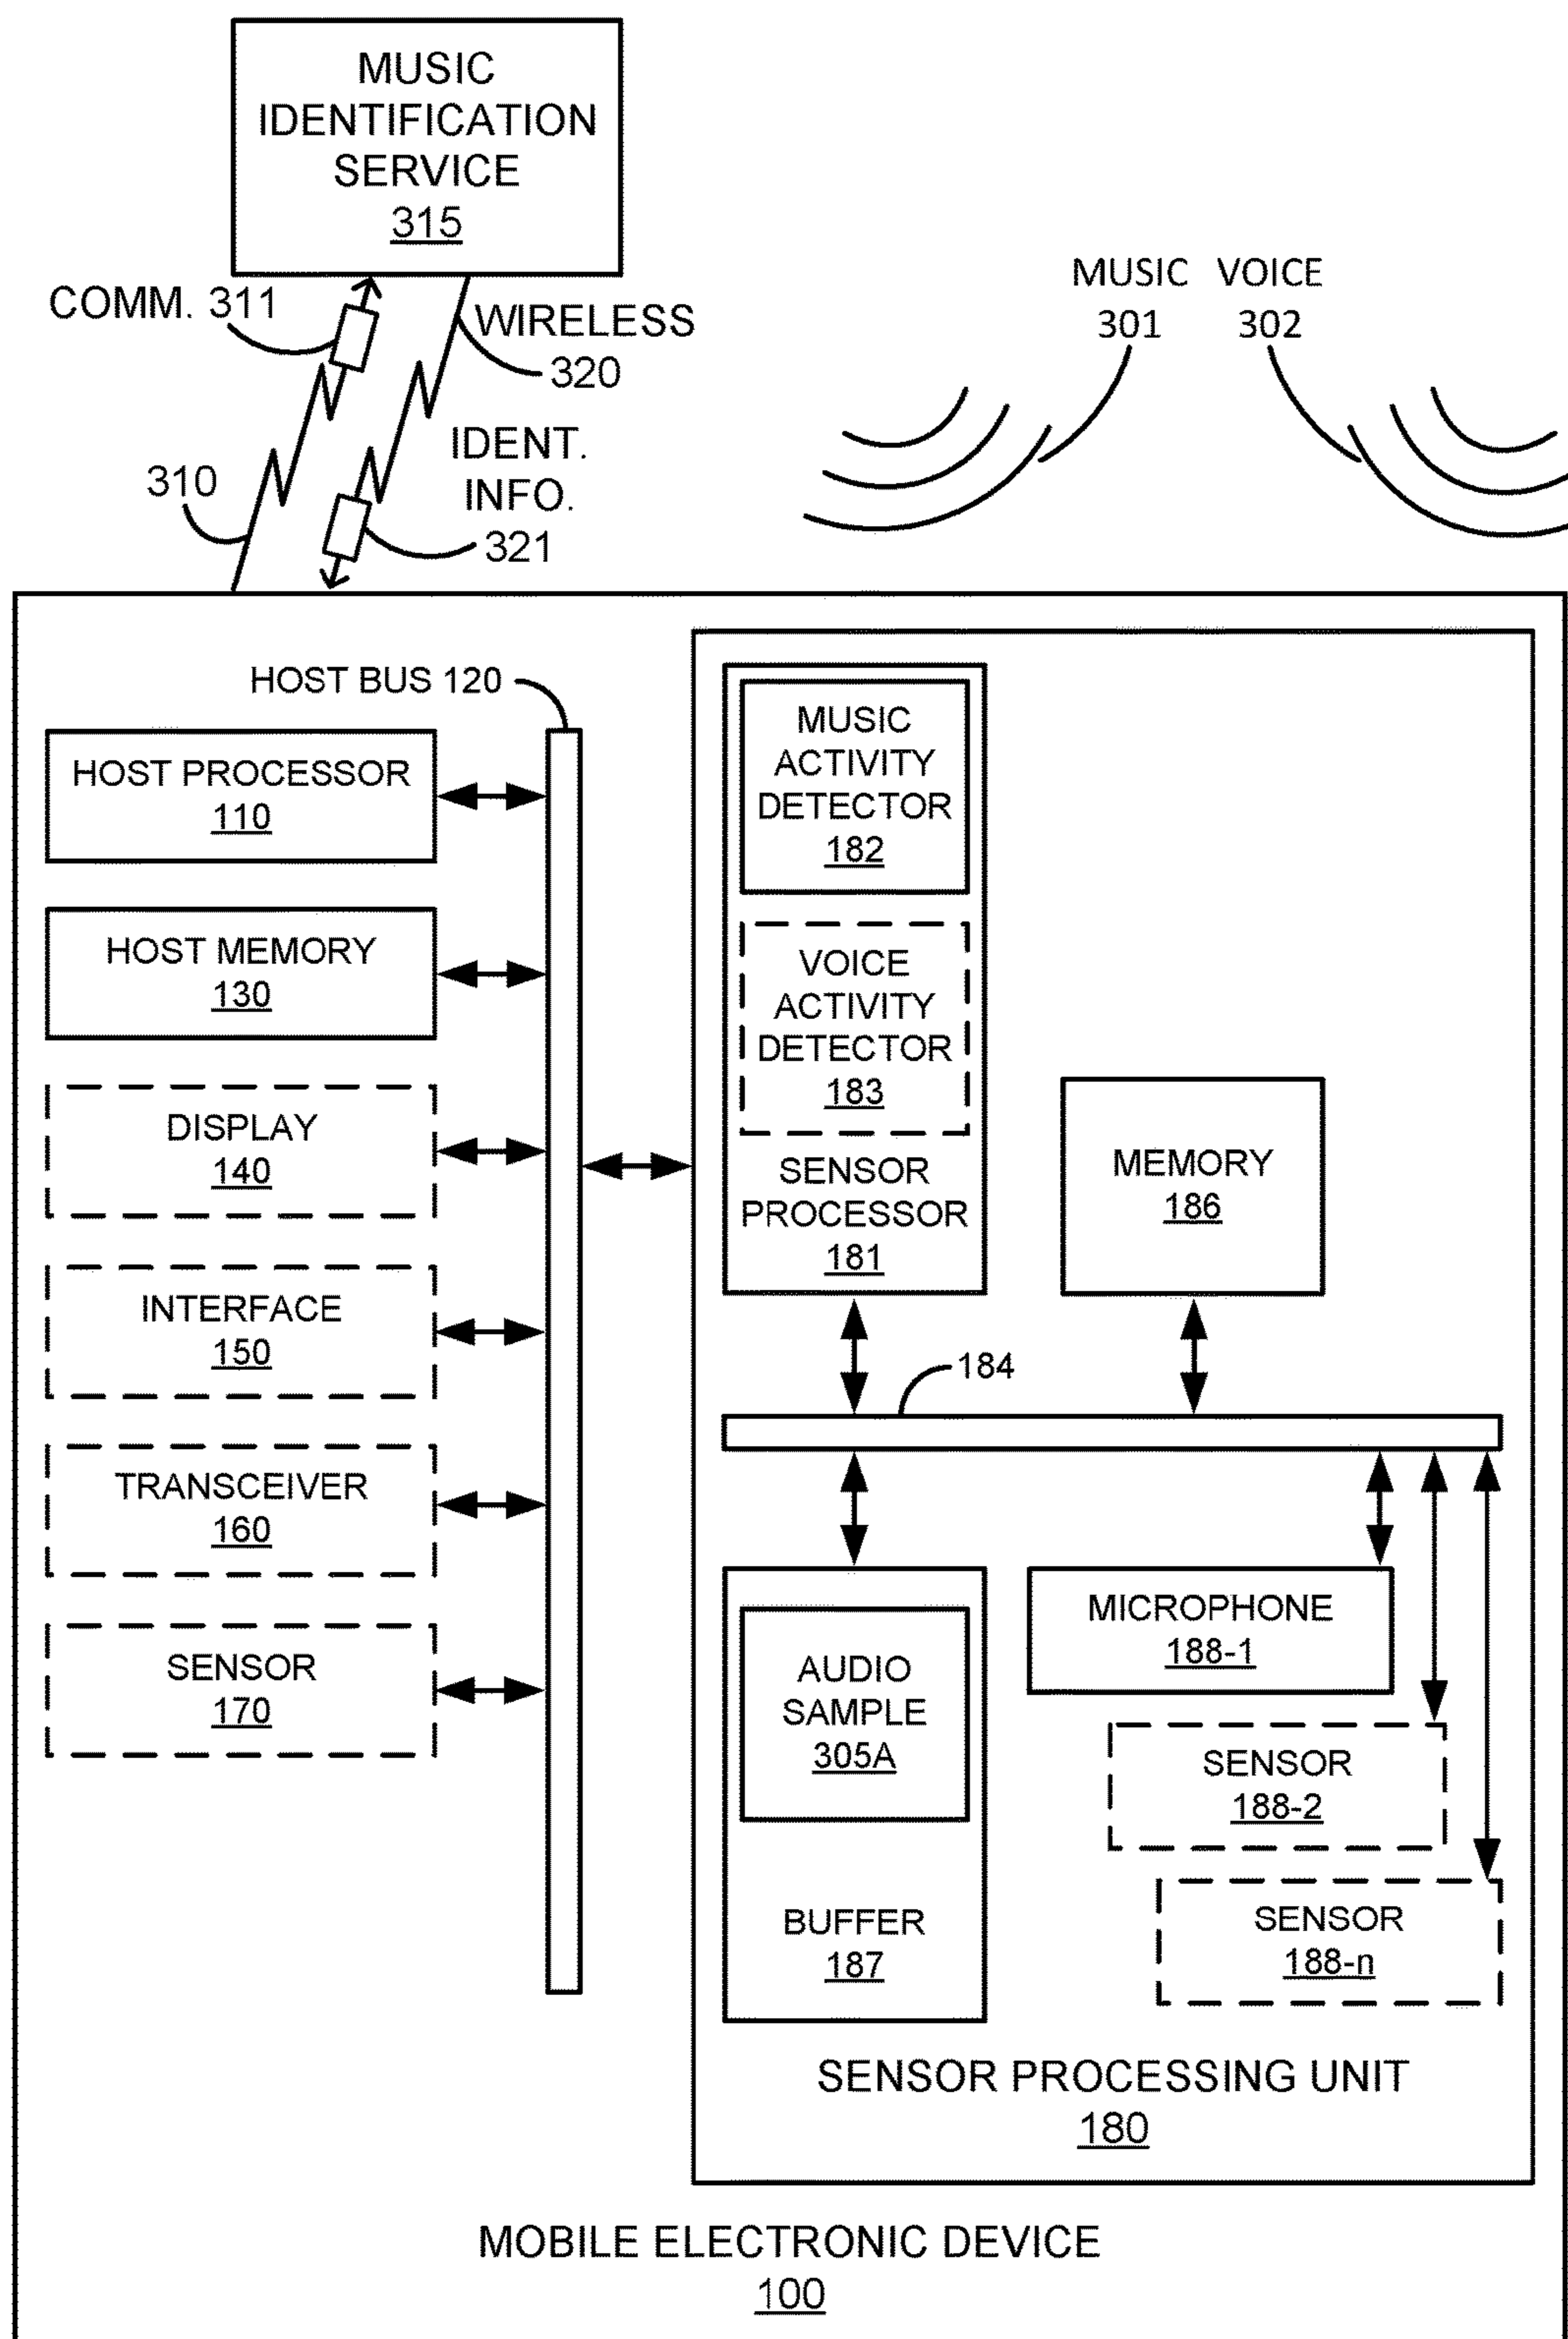 MUSIC
IDENTIFICATION
SERVICE
315
COMM. 311
WIRELESS
320
310
IDENT.
INFO.
321
MUSIC VOICE
301 302
HOST BUS 120
HOST PROCESSOR
110
HOST MEMORY
130
DISPLAY
140
INTERFACE
150
TRANSCEIVER
160
SENSOR
170
MUSIC
ACTIVITY
DETECTOR
182
VOICE
ACTIVITY
DETECTOR
183
SENSOR
PROCESSOR
181
MEMORY
186
184
AUDIO
SAMPLE
305A
BUFFER
187
MICROPHONE
188-1
SENSOR
188-2
SENSOR
188-n
SENSOR PROCESSING UNIT
180
MOBILE ELECTRONIC DEVICE
100